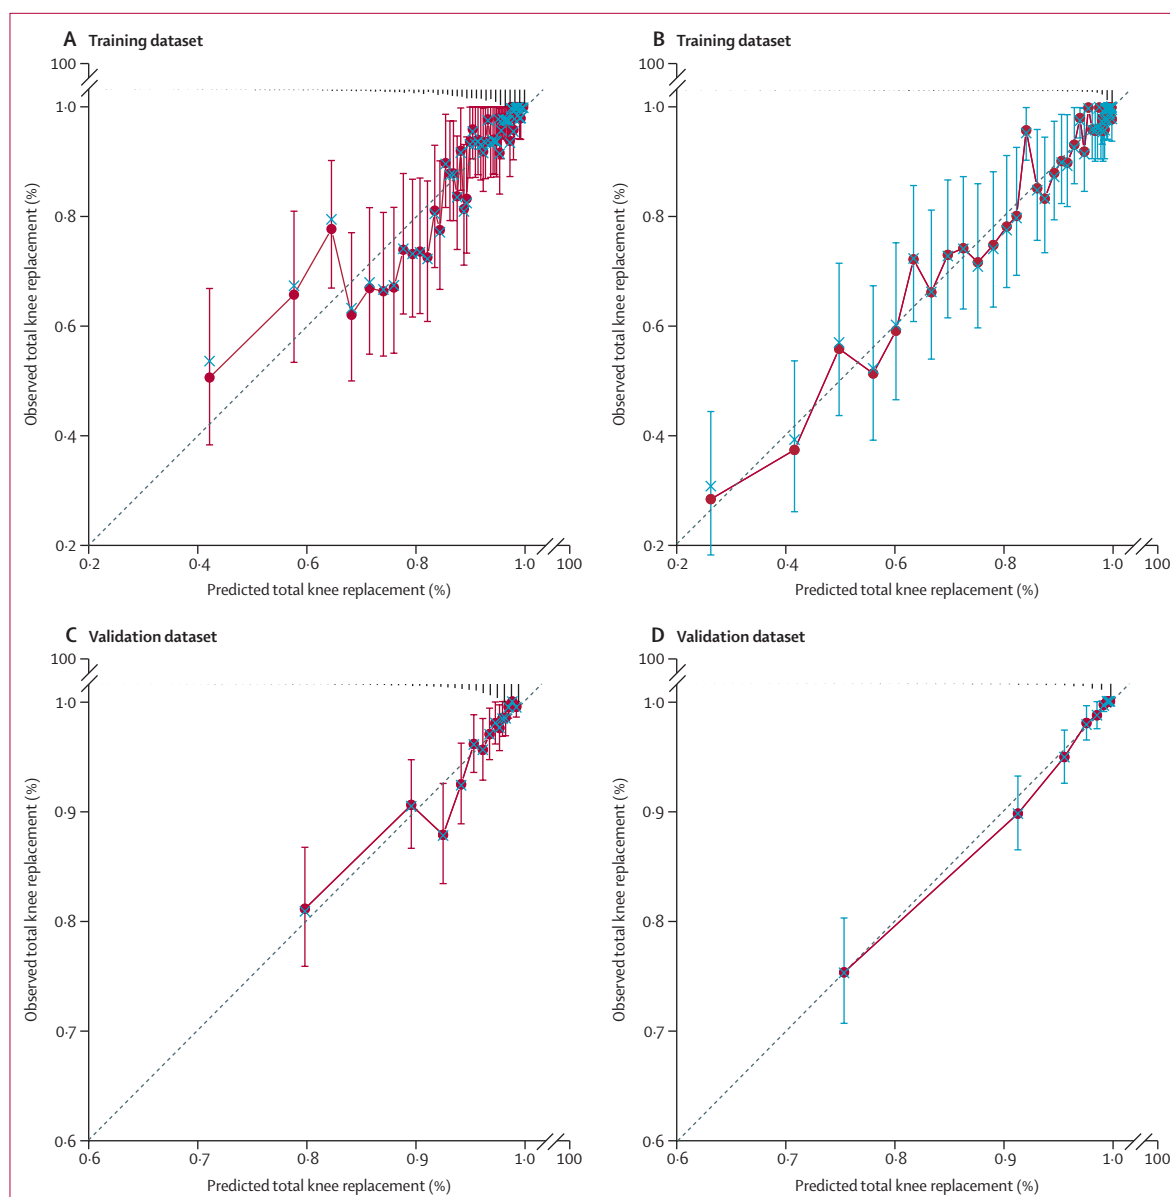 A Training dataset
100
1·0
0·8
0·6
0·4
0·2
Observed total knee replacement (%)
0·2 0·4 0·6 0·8 1·0 100
Predicted total knee replacement (%)
B Training dataset
100
1·0
0·8
0·6
0·4
0·2
Observed total knee replacement (%)
0·2 0·4 0·6 0·8 1·0 100
Predicted total knee replacement (%)
C Validation dataset
100
1·0
0·9
0·8
0·7
0·6
Observed total knee replacement (%)
0·6 0·7 0·8 0·9 1·0 100
Predicted total knee replacement (%)
D Validation dataset
100
1·0
0·9
0·8
0·7
0·6
Observed total knee replacement (%)
0·6 0·7 0·8 0·9 1·0 100
Predicted total knee replacement (%)